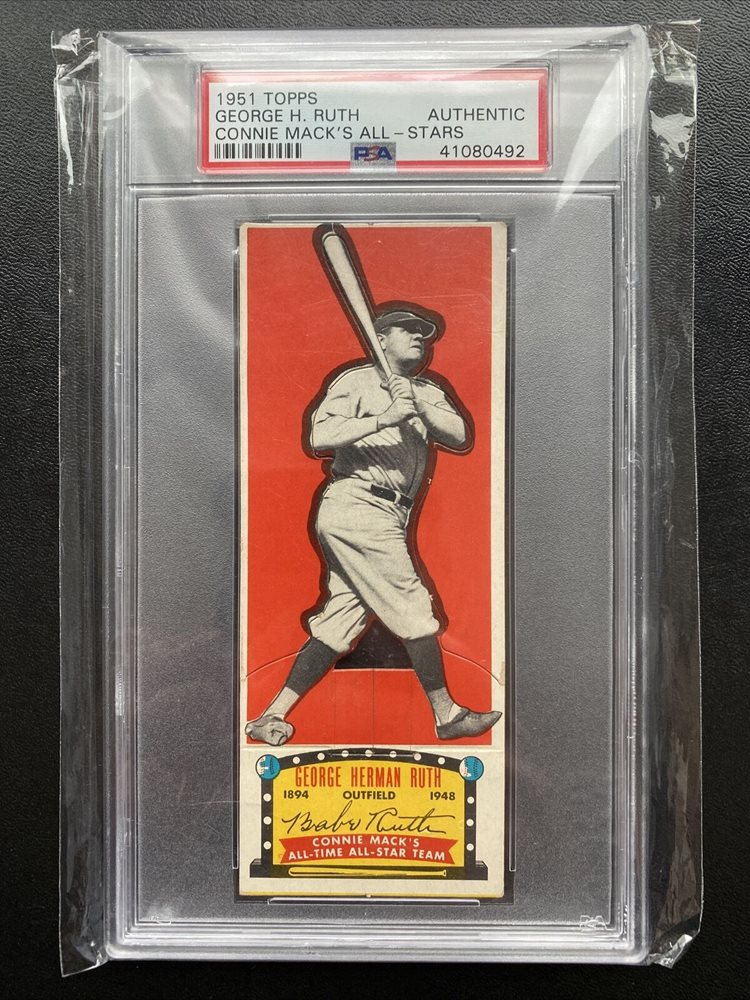 1951 TOPPS
GEORGE H. RUTH AUTHENTIC
CONNIE MACK'S ALL-STARS
PSA 41080492
GEORGE HERMAN RUTH
1894 OUTFIELD 1948
Babe Ruth
CONNIE MACK'S
ALL-TIME ALL-STAR TEAM
PSA